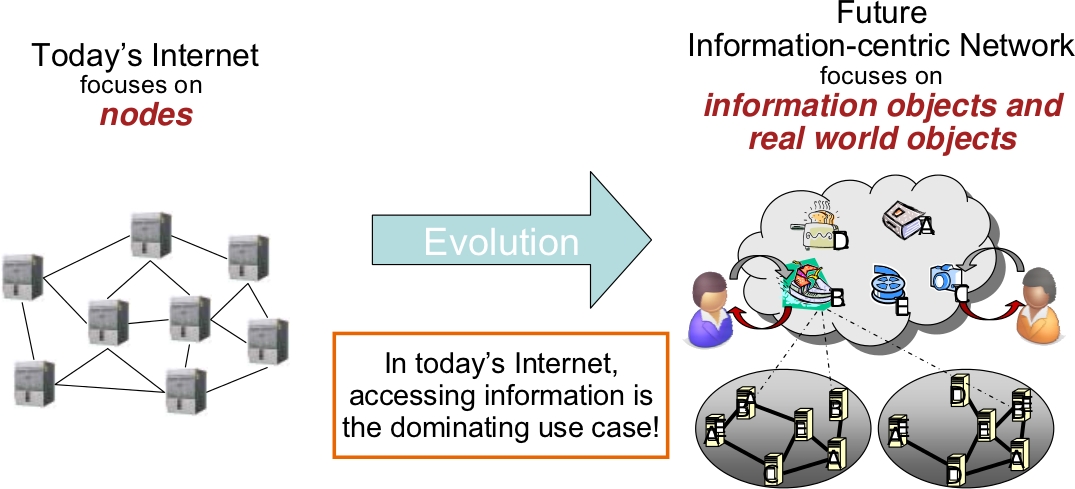 Today's Internet
focuses on
nodes
Future
Information-centric Network
focuses on
information objects and
real world objects
Evolution
In today's Internet,
accessing information is
the dominating use case!
D
A
B
E
C